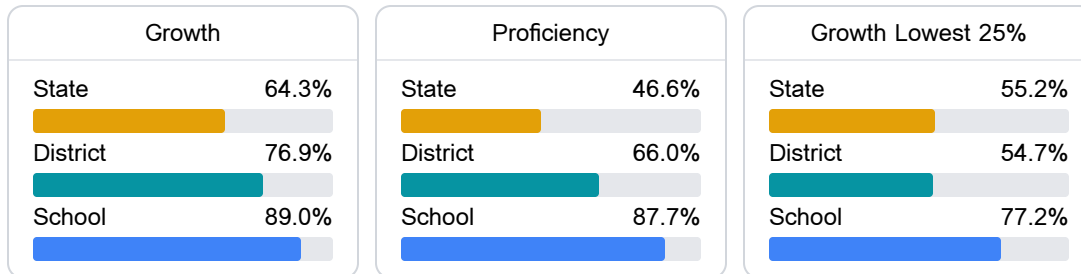 Growth
State 64.3%
District 76.9%
School 89.0%
Proficiency
State 46.6%
District 66.0%
School 87.7%
Growth Lowest 25%
State 55.2%
District 54.7%
School 77.2%